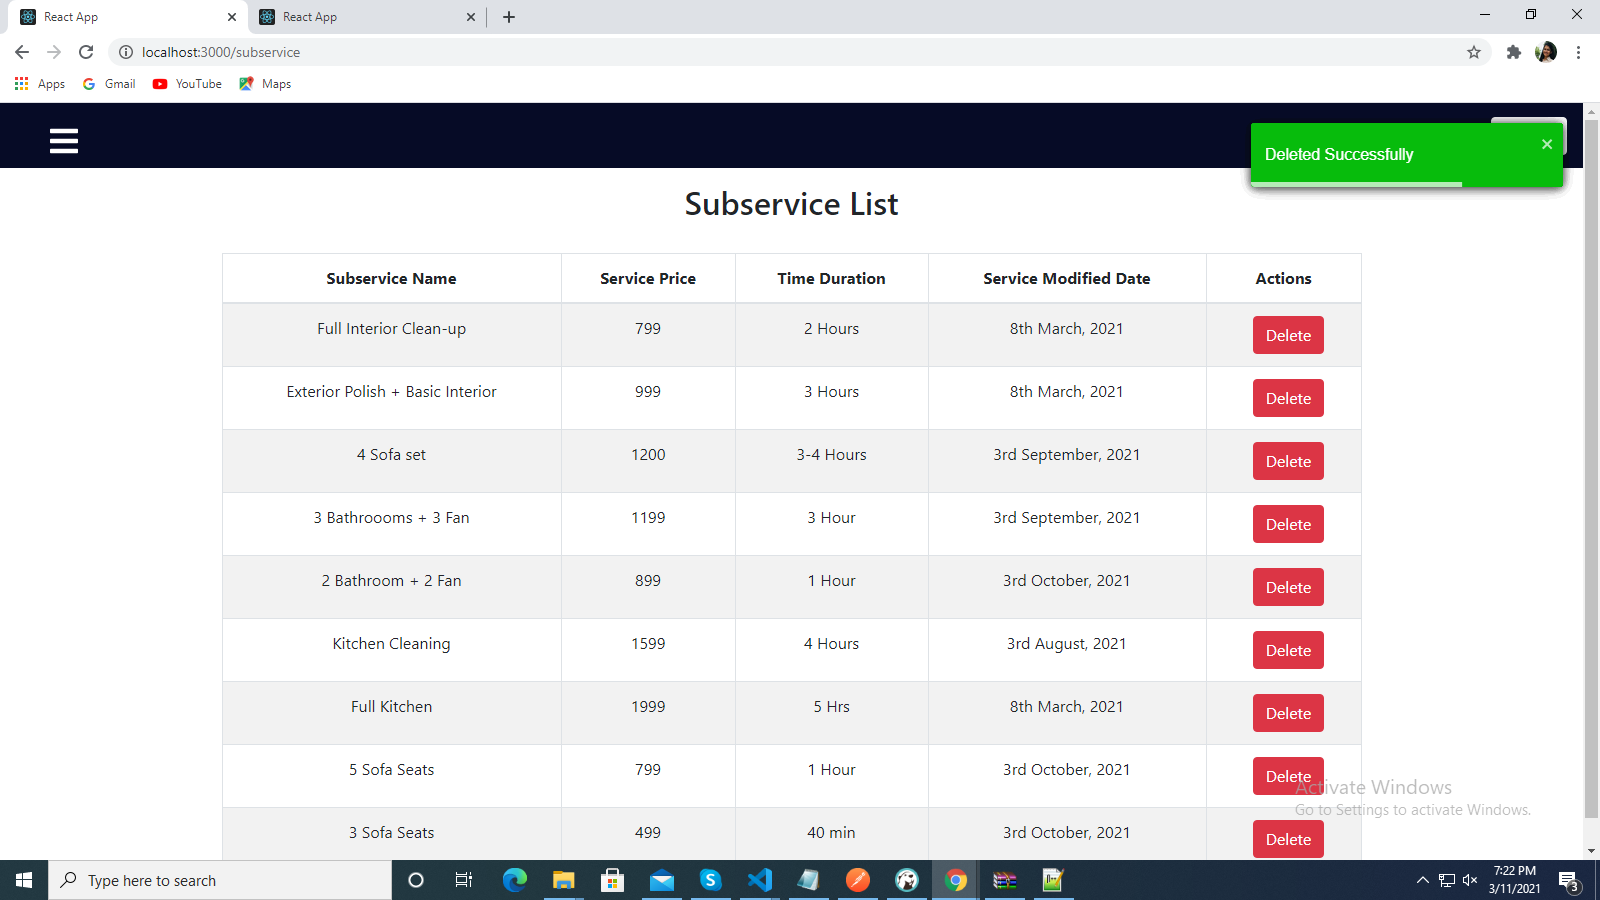 React App
React App
localhost:3000/subservice
Apps Gmail YouTube Maps
Deleted Successfully
Subservice List
Subservice Name Service Price Time Duration Service Modified Date Actions
Full Interior Clean-up 799 2 Hours 8th March, 2021 Delete
Exterior Polish + Basic Interior 999 3 Hours 8th March, 2021 Delete
4 Sofa set 1200 3-4 Hours 3rd September, 2021 Delete
3 Bathroooms + 3 Fan 1199 3 Hour 3rd September, 2021 Delete
2 Bathroom + 2 Fan 899 1 Hour 3rd October, 2021 Delete
Kitchen Cleaning 1599 4 Hours 3rd August, 2021 Delete
Full Kitchen 1999 5 Hrs 8th March, 2021 Delete
5 Sofa Seats 799 1 Hour 3rd October, 2021 Delete
Activate Windows
Go to Settings to activate Windows.
3 Sofa Seats 499 40 min 3rd October, 2021 Delete
Type here to search
7:22 PM
3/11/2021
3